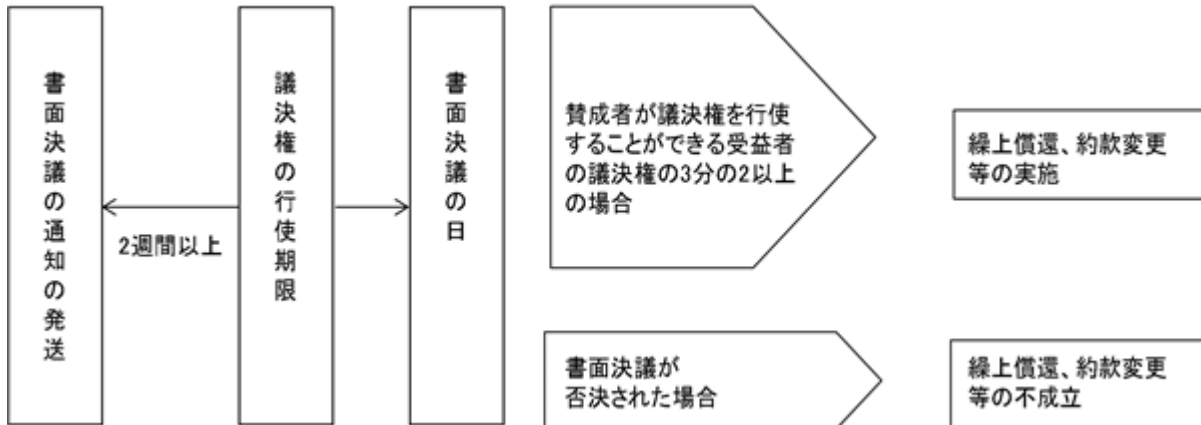 書面決議の通知の発送
2週間以上
議決権の行使期限
書面決議の日
賛成者が議決権を行使
することができる受益者
の議決権の3分の2以上
の場合
繰上償還、約款変更
等の実施
書面決議が
否決された場合
繰上償還、約款変更
等の不成立